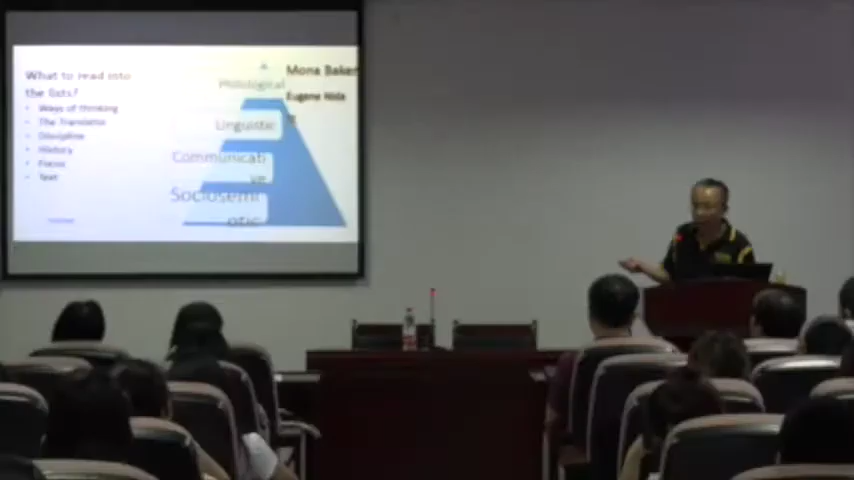 What to read into
the lists?
• Ways of thinking
• The Translator
• Discipline
• History
• Focus
• Text
Philological
Linguistic
Communicati
ve
Sociosemi
otic
Mona Baker
Eugene Nida